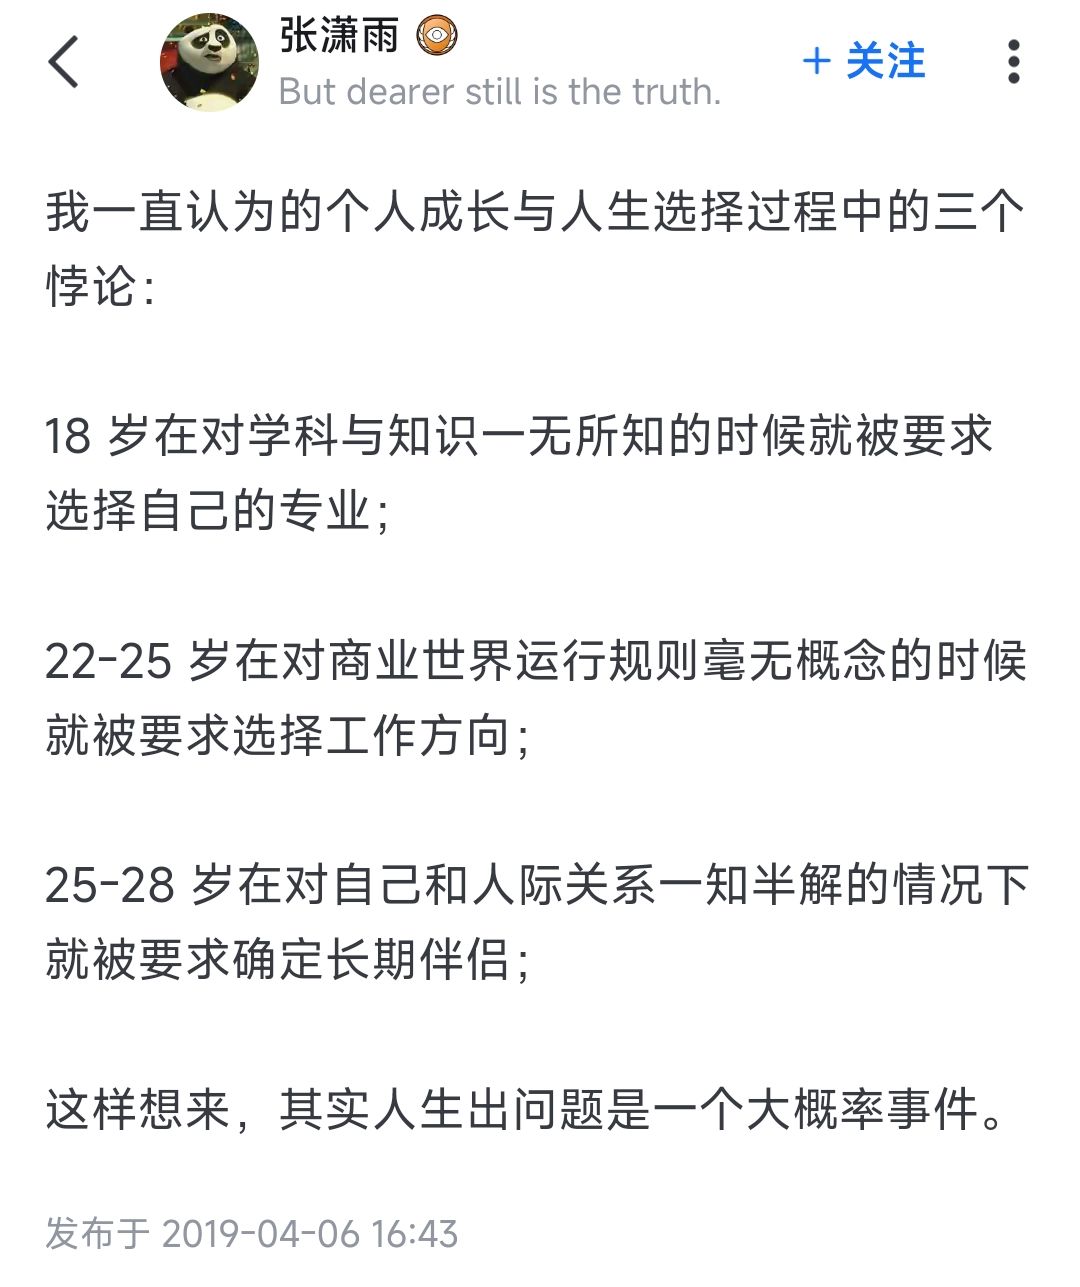 张潇雨
But dearer still is the truth.
+ 关注
我一直认为的个人成长与人生选择过程中的三个
悖论：
18 岁在对学科与知识一无所知的时候就被要求
选择自己的专业；
22-25 岁在对商业世界运行规则毫无概念的时候
就被要求选择工作方向；
25-28 岁在对自己和人际关系一知半解的情况下
就被要求确定长期伴侣；
这样想来，其实人生出问题是一个大概率事件。
发布于 2019-04-06 16:43